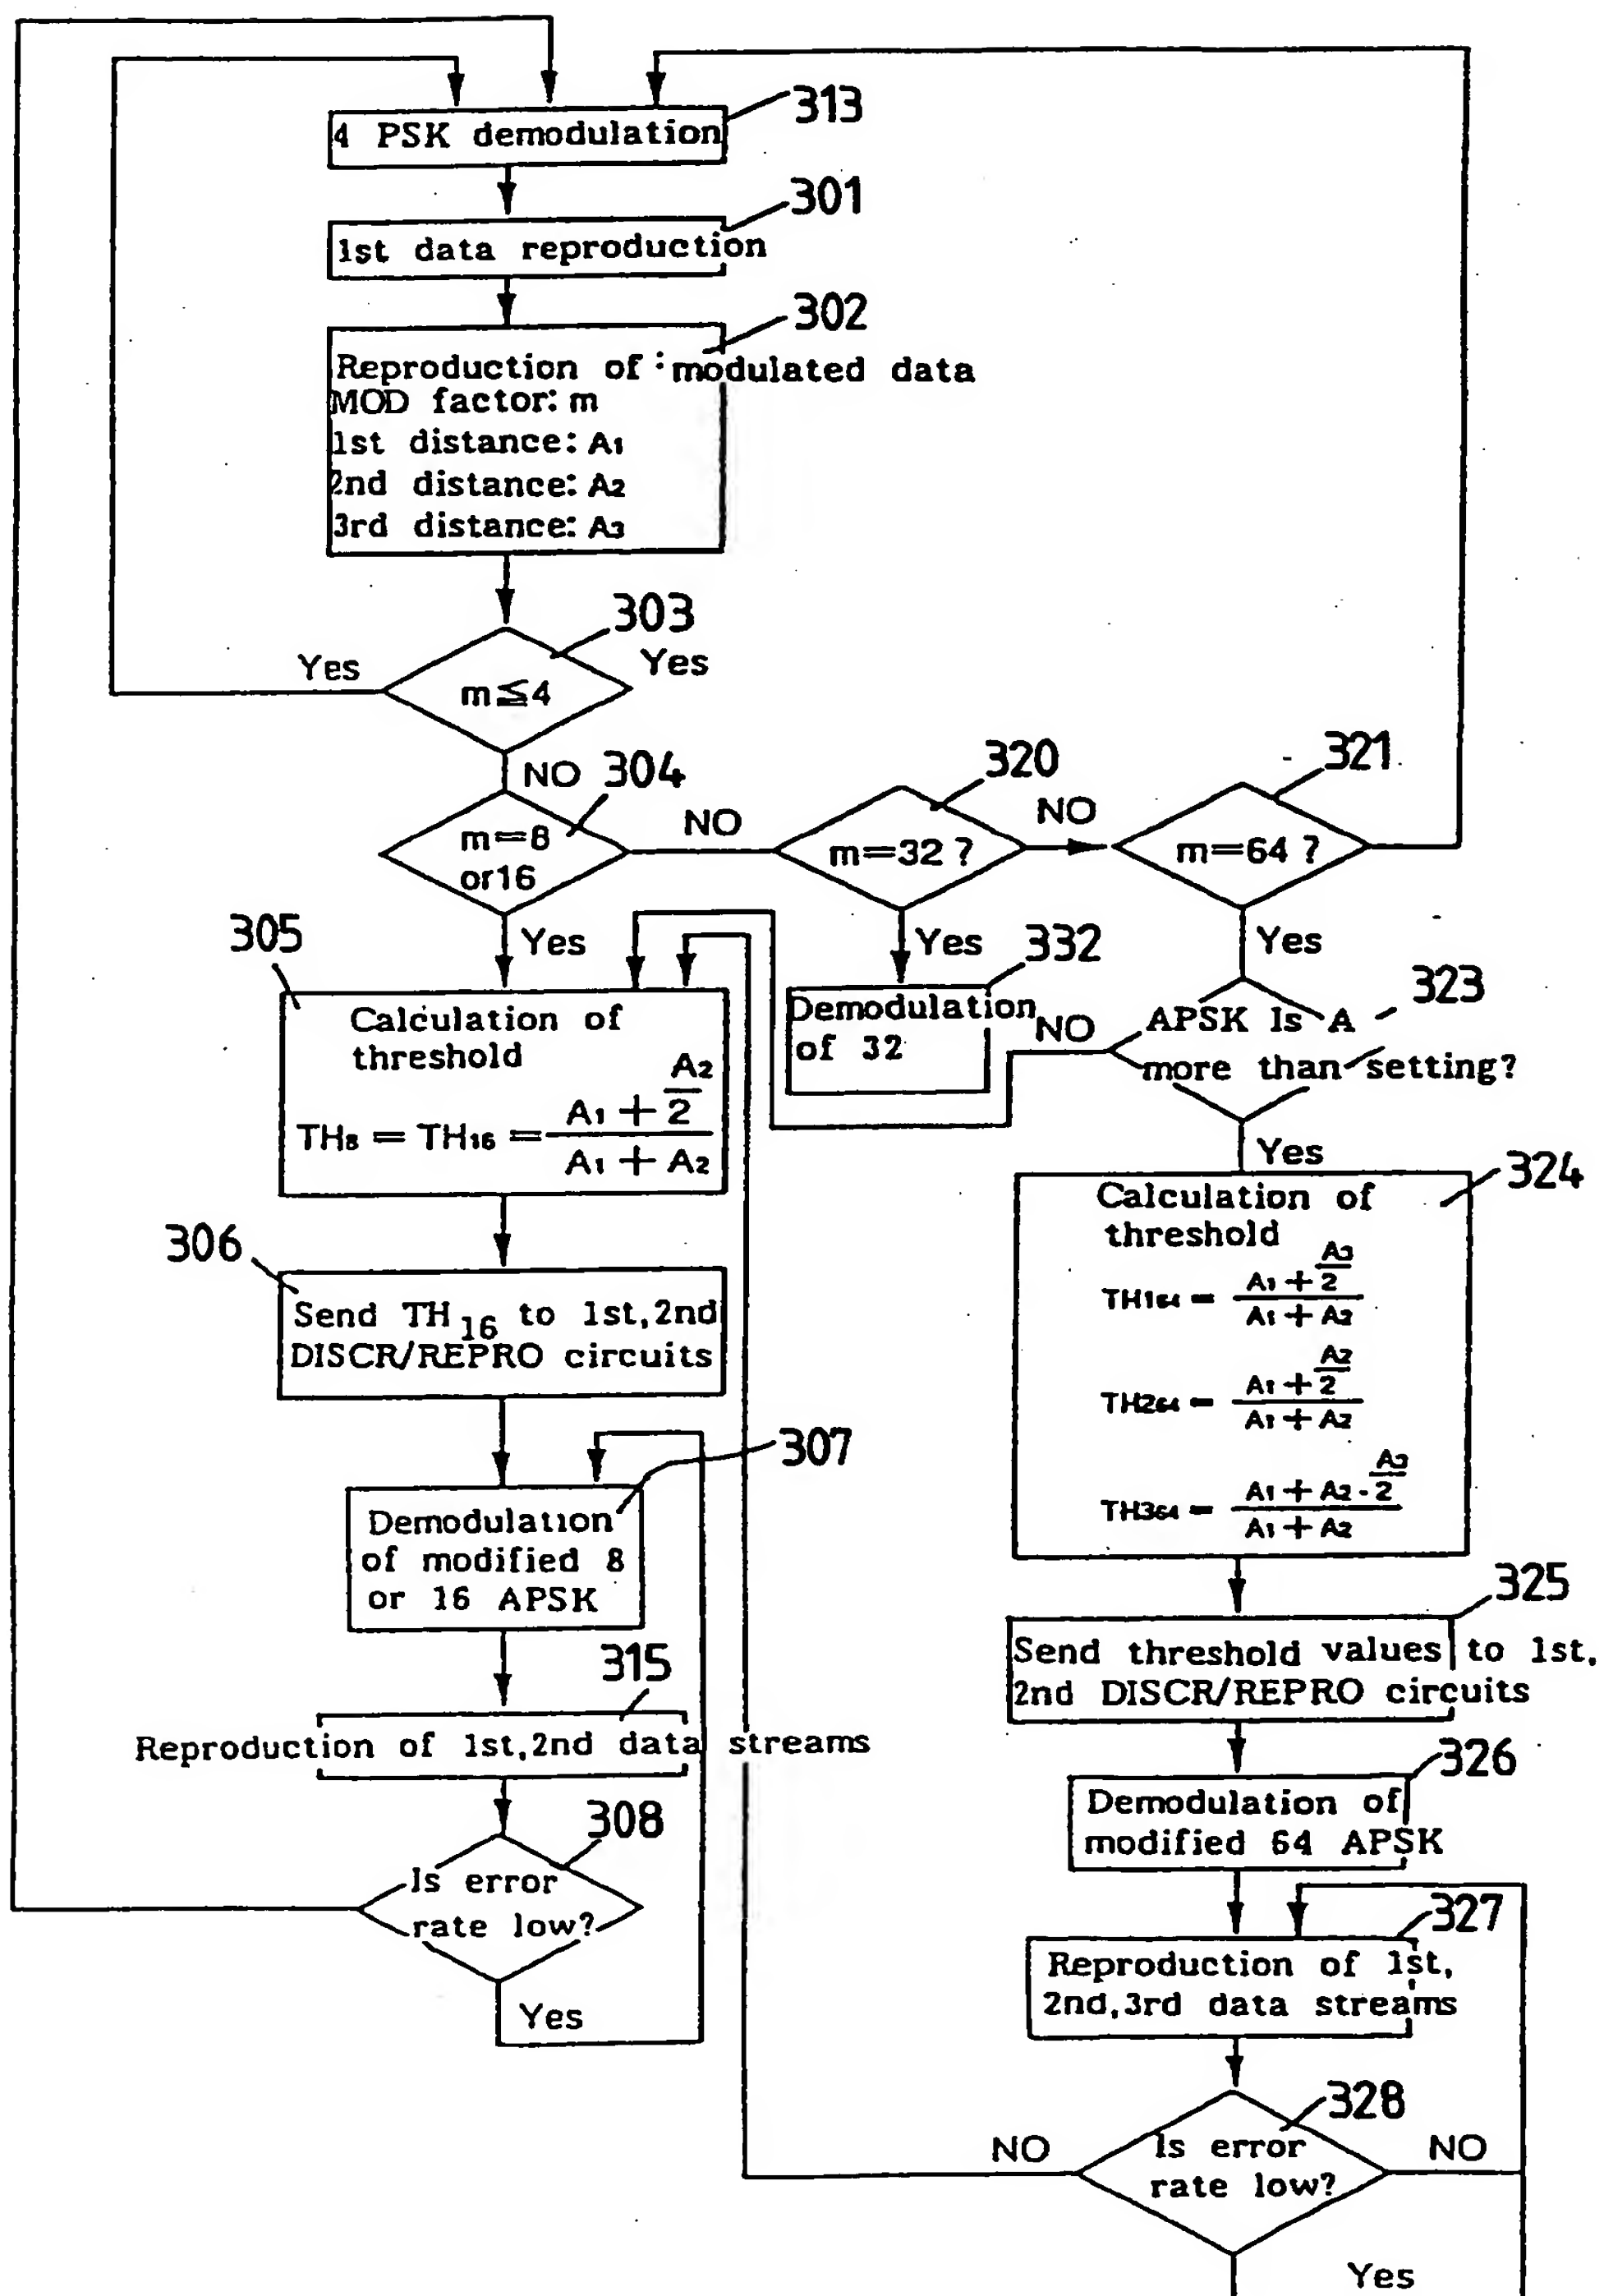 313
4 PSK demodulation
301
1st data reproduction
302
Reproduction of : modulated data
MOD factor: m
1st distance: A1
2nd distance: A2
3rd distance: A3
303
Yes
Yes
m≦4
NO
304
m=8
or16
NO
320
m=32 ?
NO
321
m=64 ?
305
Yes
Yes
332
Yes
Calculation of
threshold
TH8 = TH16 = (A1 + A2/2)/(A1 + A2)
Demodulation
of 32
NO
APSK Is A
more than setting?
323
Yes
324
Calculation of
threshold
TH164 = (A1 + A3/2)/(A1 + A2)
TH264 = (A1 + A2/2)/(A1 + A2)
TH364 = (A1 + A2 - A3/2)/(A1 + A2)
306
Send TH16 to 1st,2nd
DISCR/REPRO circuits
307
Demodulation
of modified 8
or 16 APSK
325
Send threshold values to 1st,
2nd DISCR/REPRO circuits
315
Reproduction of 1st,2nd data streams
326
Demodulation of
modified 64 APSK
308
Is error
rate low?
Yes
327
Reproduction of 1st,
2nd,3rd data streams
328
NO
Is error
rate low?
NO
Yes